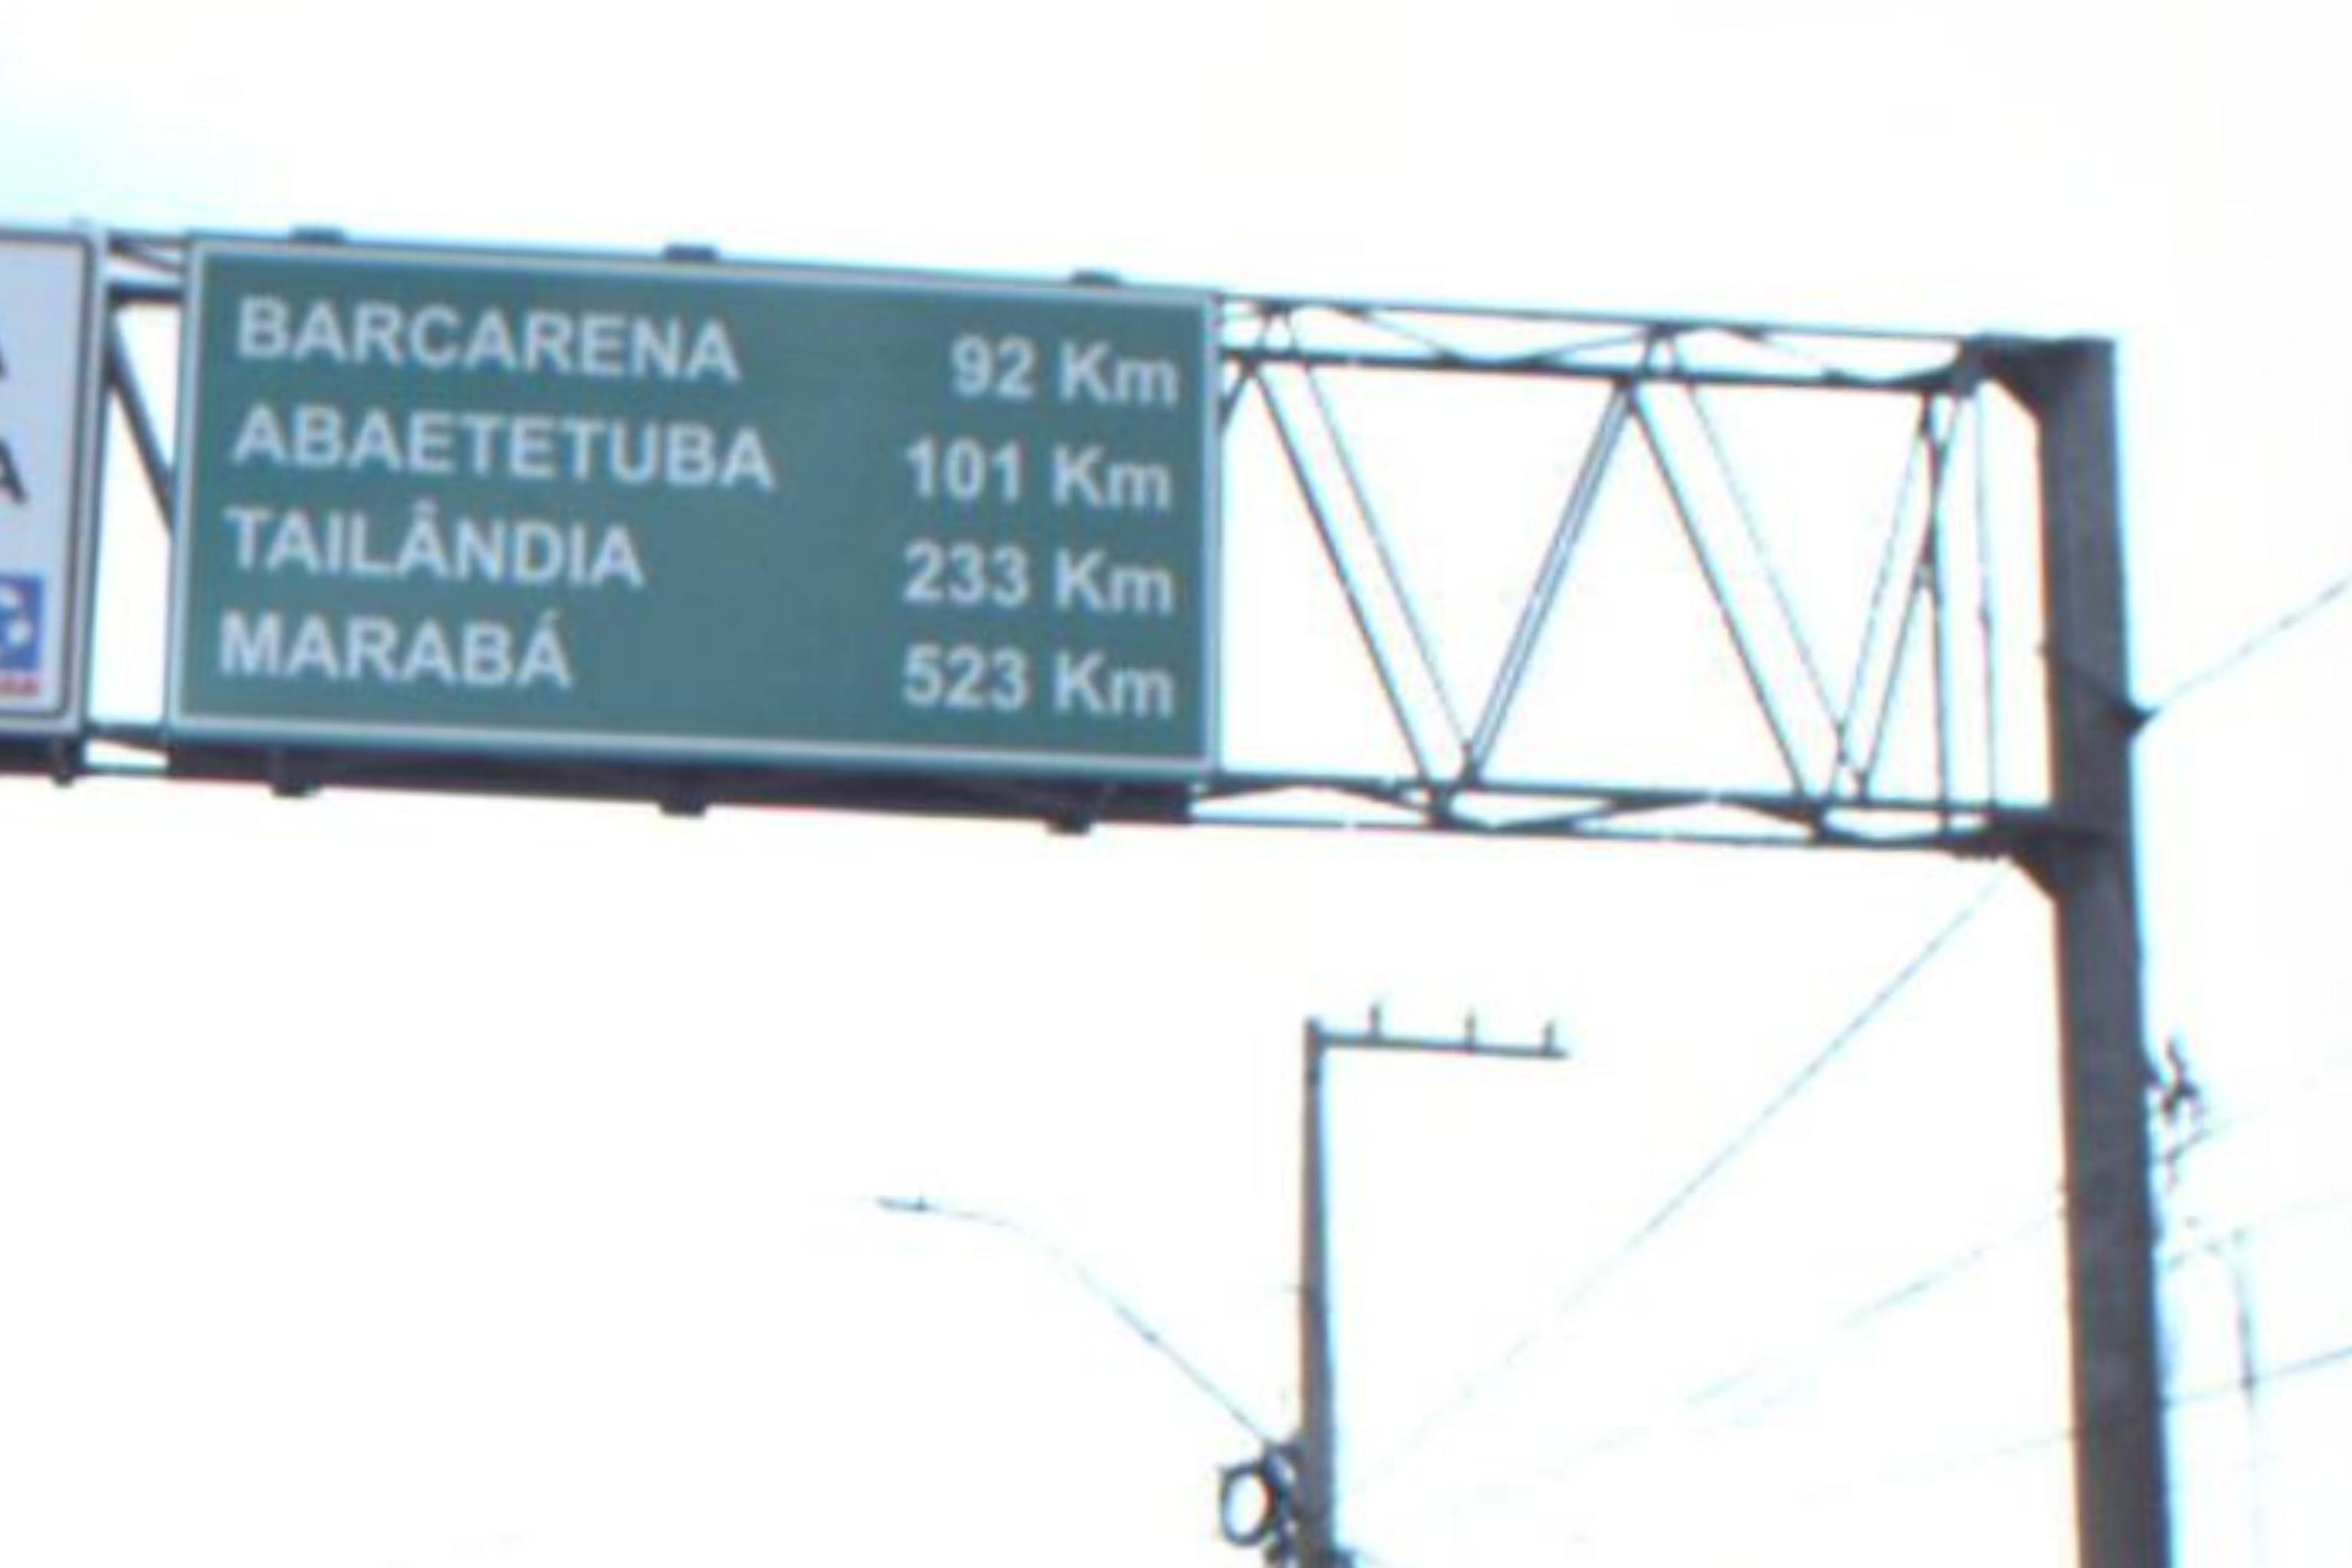 BARCARENA 92 Km
ABAETETUBA 101 Km
TAILÂNDIA 233 Km
MARABÁ 523 Km